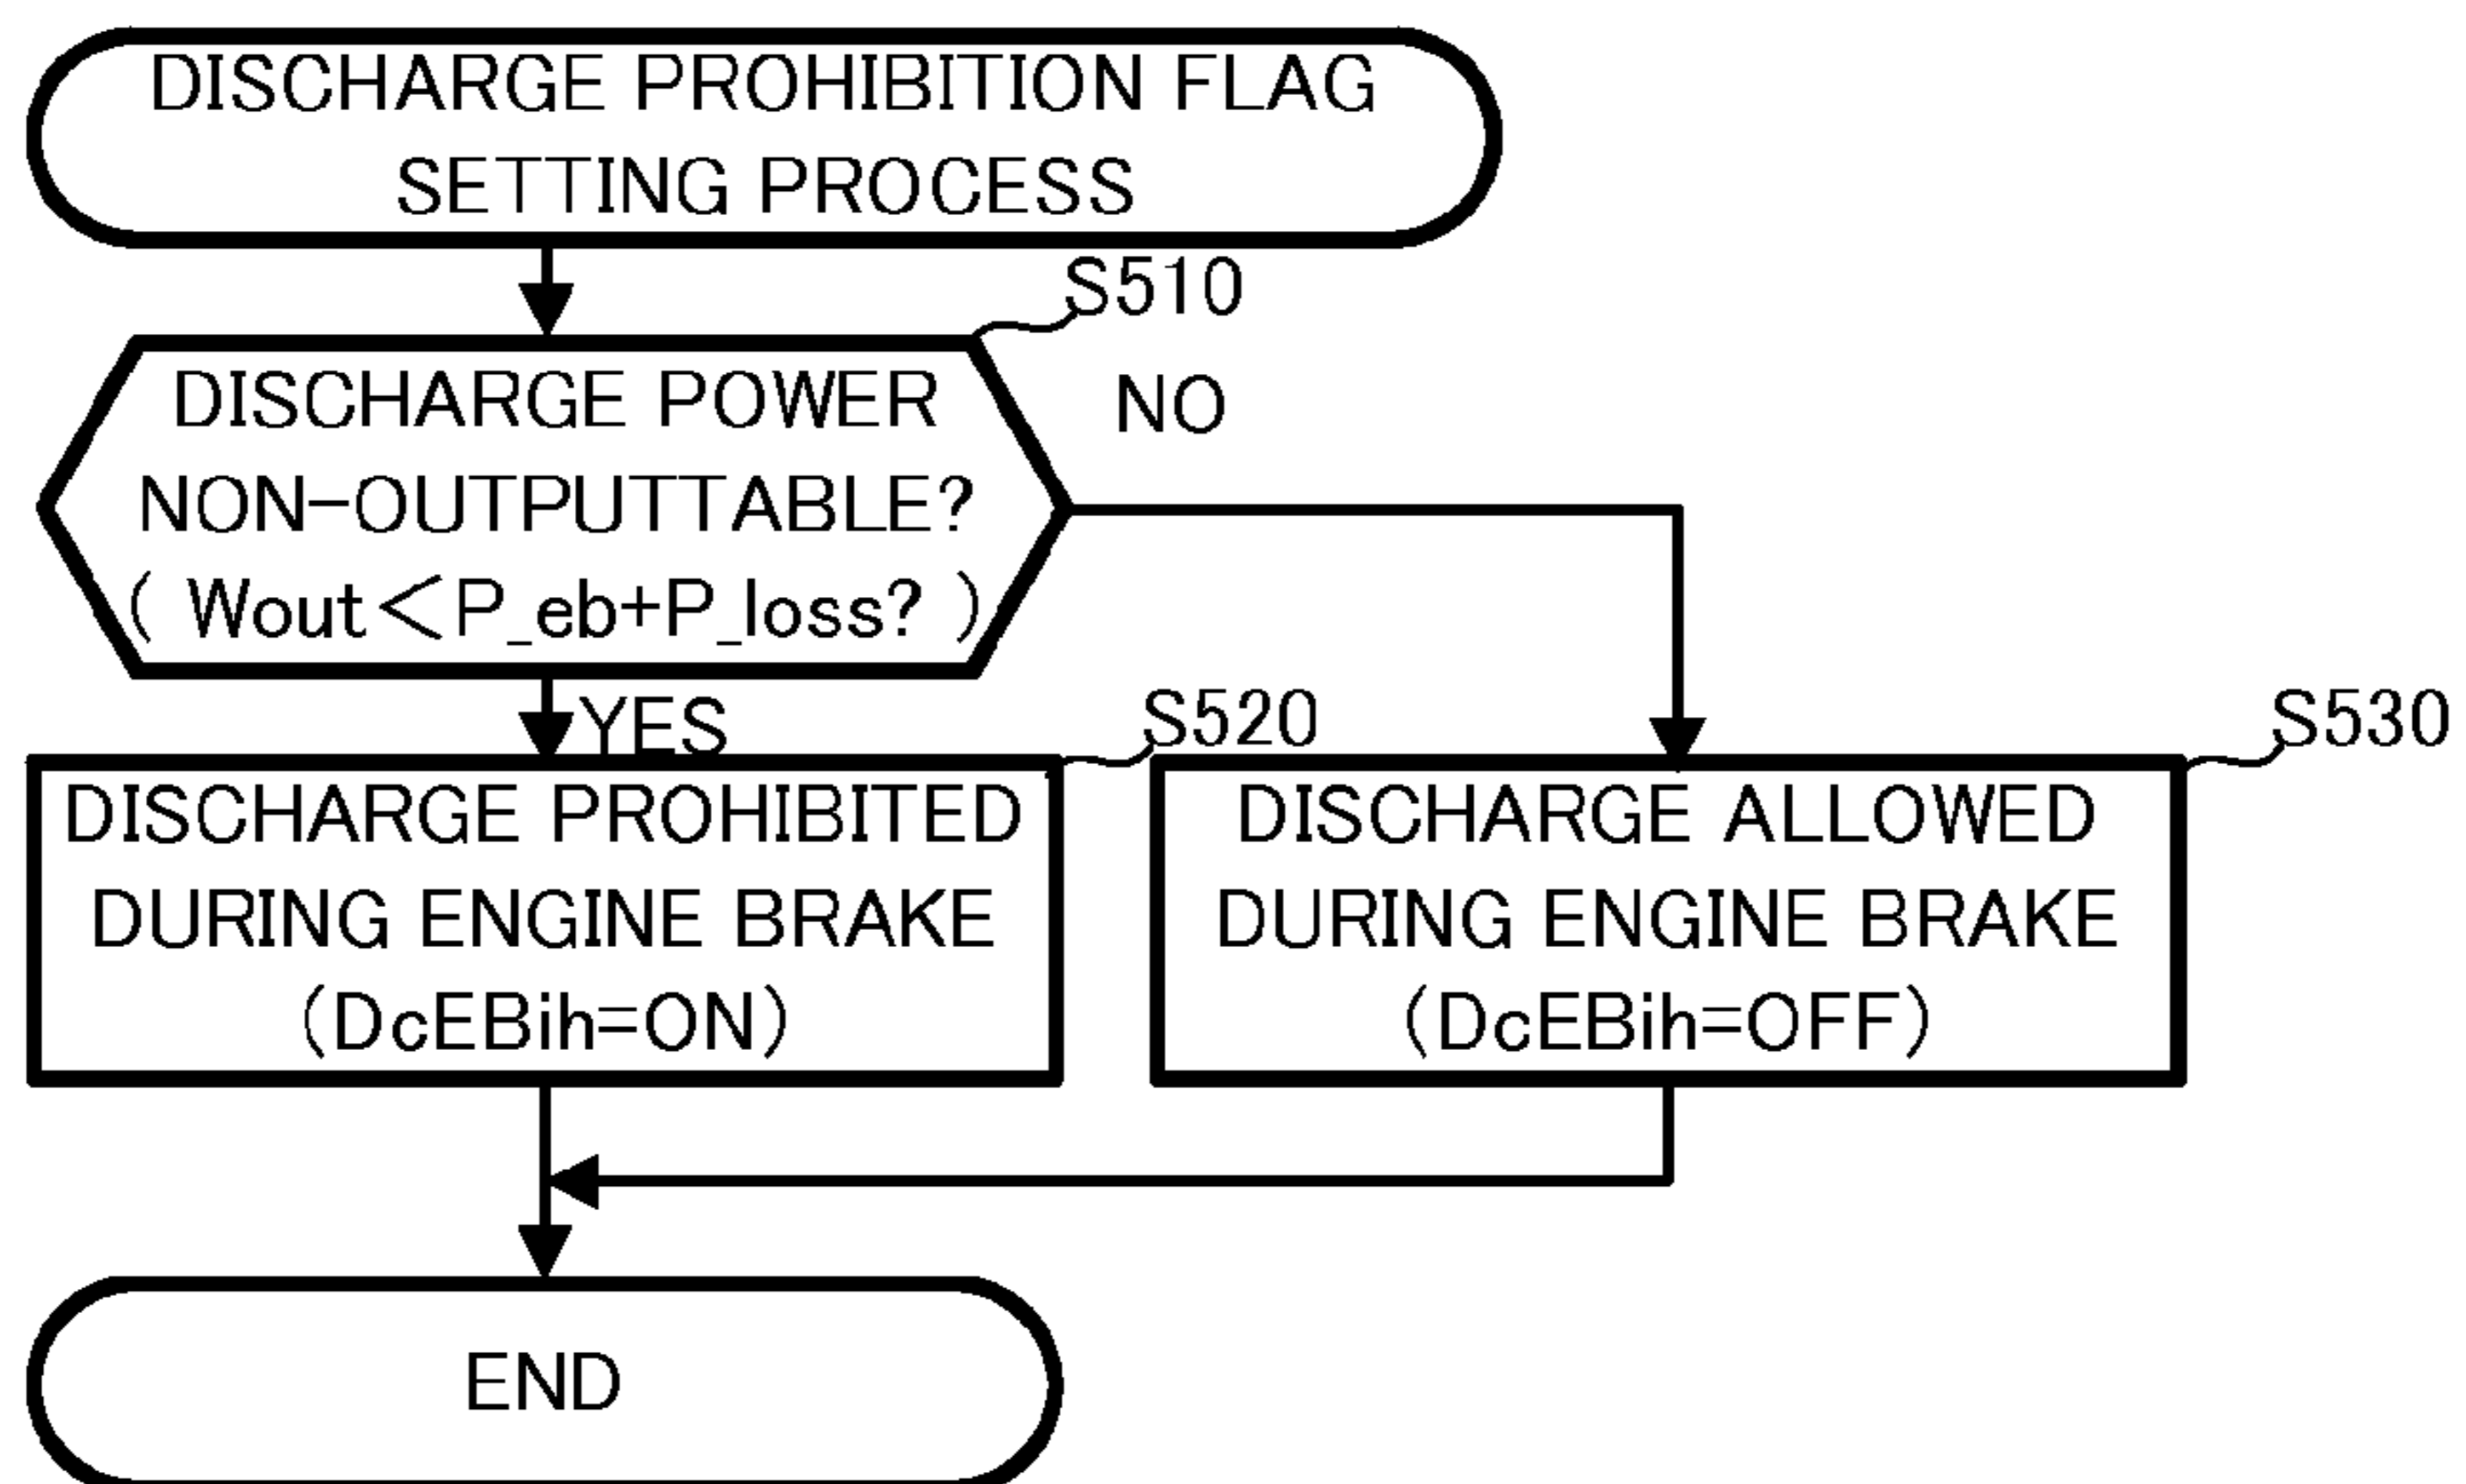 DISCHARGE PROHIBITION FLAG
SETTING PROCESS
S510
DISCHARGE POWER
NON-OUTPUTTABLE?
( Wout<P_eb+P_loss? )
NO
YES
S520
DISCHARGE PROHIBITED
DURING ENGINE BRAKE
(DcEBih=ON)
S530
DISCHARGE ALLOWED
DURING ENGINE BRAKE
(DcEBih=OFF)
END